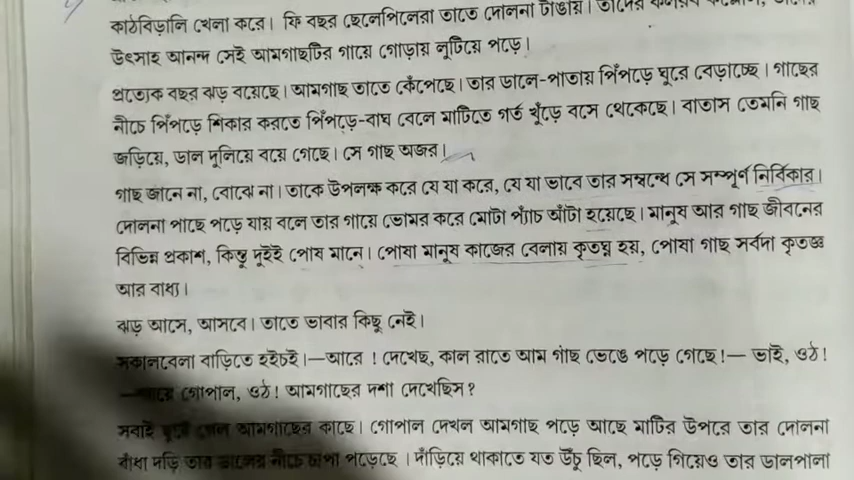 কাঠবিড়ালি খেলা করে। ফি বছর ছেলেপিলেরা তাতে দোলনা টাঙায়। তাদের
উৎসাহ আনন্দ সেই আমগাছটির গায়ে গোড়ায় লুটিয়ে পড়ে।
প্রত্যেক বছর ঝড় বয়েছে। আমগাছ তাতে কেঁপেছে। তার ডালে-পাতায় পিঁপড়ে ঘুরে বেড়াচ্ছে। গাছের
নীচে পিঁপড়ে শিকার করতে পিঁপড়ে-বাঘ বেলে মাটিতে গর্ত খুঁড়ে বসে থেকেছে। বাতাস তেমনি গাছ
জড়িয়ে, ডাল দুলিয়ে বয়ে গেছে। সে গাছ অজর।
গাছ জানে না, বোঝে না। তাকে উপলক্ষ করে যে যা করে, যে যা ভাবে তার সম্বন্ধে সে সম্পূর্ণ নির্বিকার।
দোলনা পাছে পড়ে যায় বলে তার গায়ে ভোমর করে মোটা প্যাঁচ আঁটা হয়েছে। মানুষ আর গাছ জীবনের
বিভিন্ন প্রকাশ, কিন্তু দুইই পোষ মানে। পোষা মানুষ কাজের বেলায় কৃতঘ্ন হয়, পোষা গাছ সর্বদা কৃতজ্ঞ
আর বাধ্য।
ঝড় আসে, আসবে। তাতে ভাবার কিছু নেই।
সকালবেলা বাড়িতে হইচই।—আরে ! দেখেছ, কাল রাতে আম গাছ ভেঙে পড়ে গেছে!— ভাই, ওঠ!
গোপাল, ওঠ! আমগাছের দশা দেখেছিস?
সবাই ছুটে গেল আমগাছের কাছে। গোপাল দেখল আমগাছ পড়ে আছে মাটির উপরে তার দোলনা
বাঁধা দড়ি তার ডালের নীচে চাপা পড়েছে। দাঁড়িয়ে থাকাতে যত উঁচু ছিল, পড়ে গিয়েও তার ডালপালা